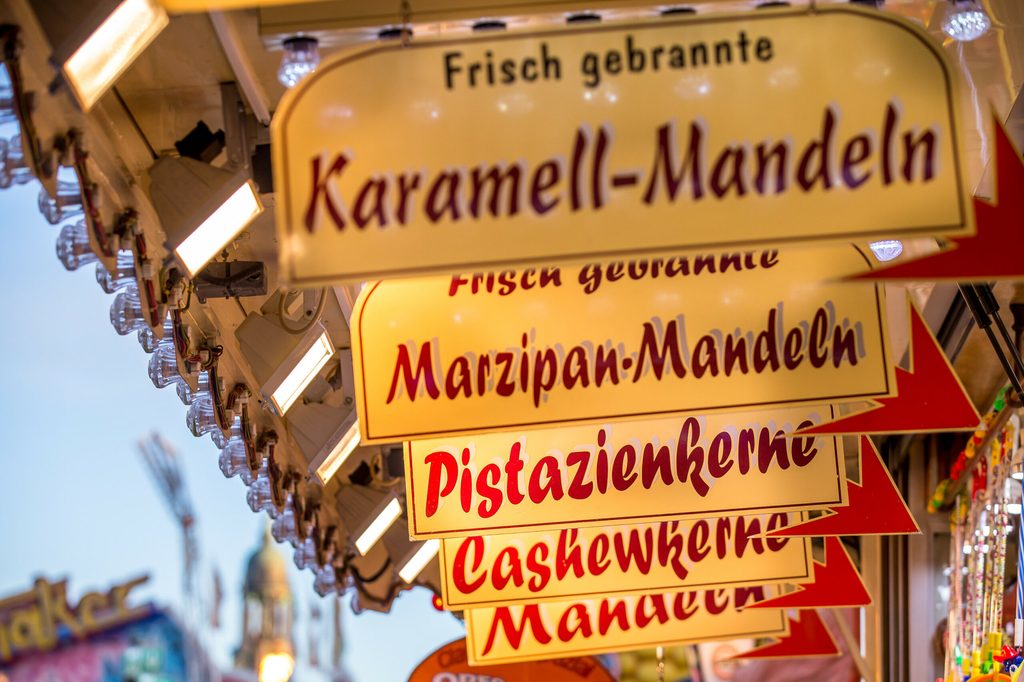 Frisch gebrannte
Karamell-Mandeln
Frisch gebrannte
Marzipan-Mandeln
Pistazienkerne
Cashewkerne
Mandeln